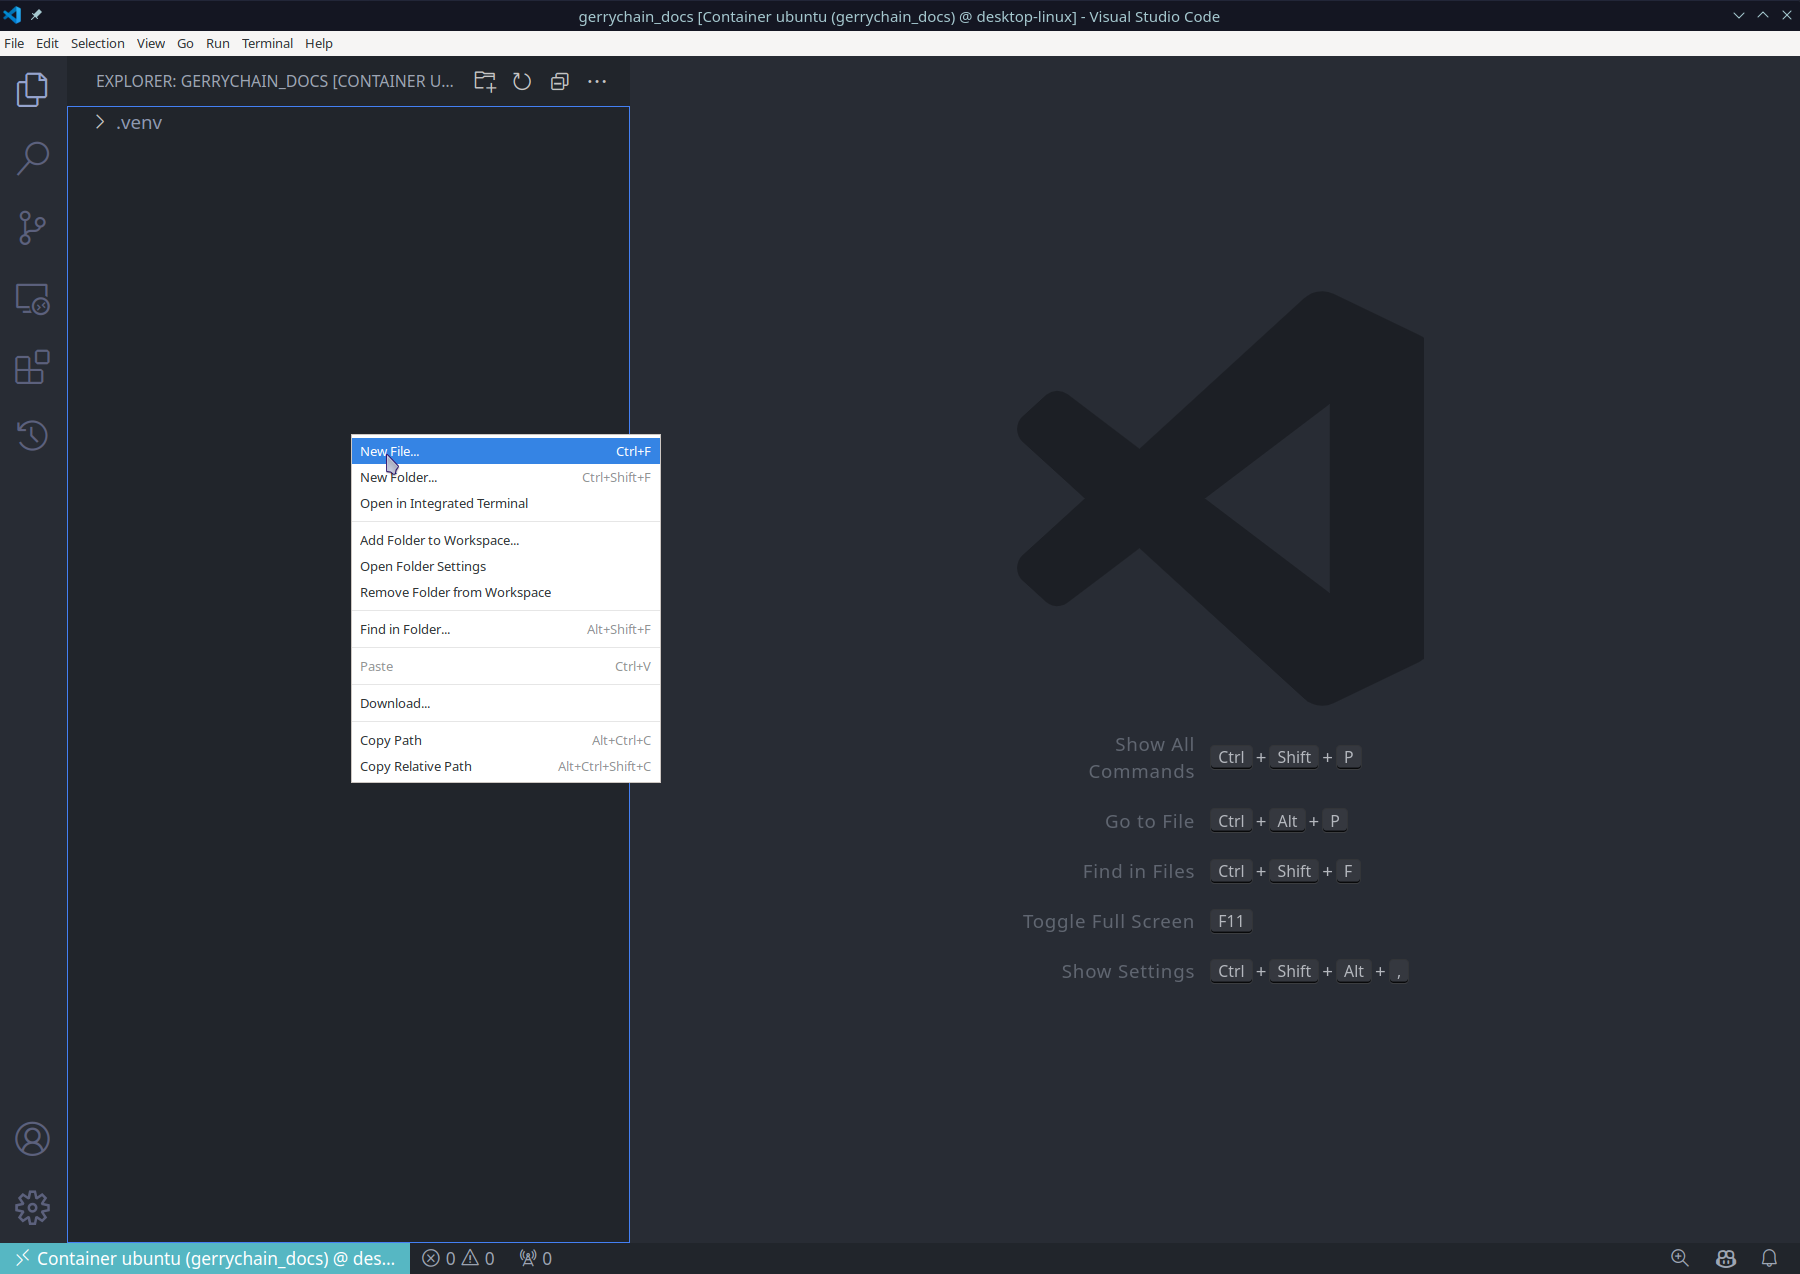 gerrychain_docs [Container ubuntu (gerrychain_docs) @ desktop-linux] - Visual Studio Code
File Edit Selection View Go Run Terminal Help
EXPLORER: GERRYCHAIN_DOCS [CONTAINER U...
.venv
New File... Ctrl+F
New Folder... Ctrl+Shift+F
Open in Integrated Terminal
Add Folder to Workspace...
Open Folder Settings
Remove Folder from Workspace
Find in Folder... Alt+Shift+F
Paste Ctrl+V
Download...
Copy Path Alt+Ctrl+C
Copy Relative Path Alt+Ctrl+Shift+C
Show All
Commands Ctrl + Shift + P
Go to File Ctrl + Alt + P
Find in Files Ctrl + Shift + F
Toggle Full Screen F11
Show Settings Ctrl + Shift + Alt + ,
Container ubuntu (gerrychain_docs) @ des... 0 0 0